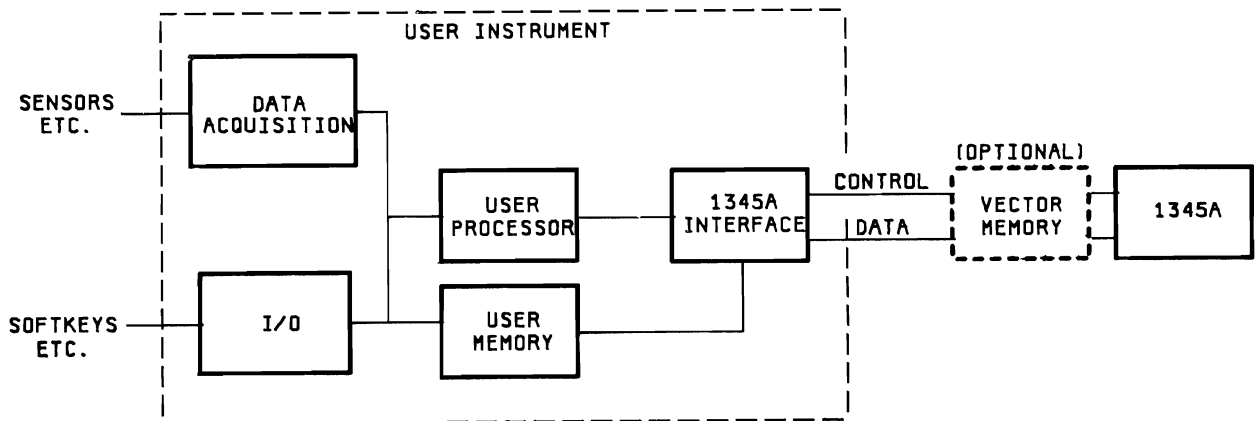 USER INSTRUMENT
SENSORS
ETC.
DATA
ACQUISITION
(OPTIONAL)
USER
PROCESSOR
1345A
INTERFACE
CONTROL
DATA
VECTOR
MEMORY
1345A
SOFTKEYS
ETC.
I/O
USER
MEMORY